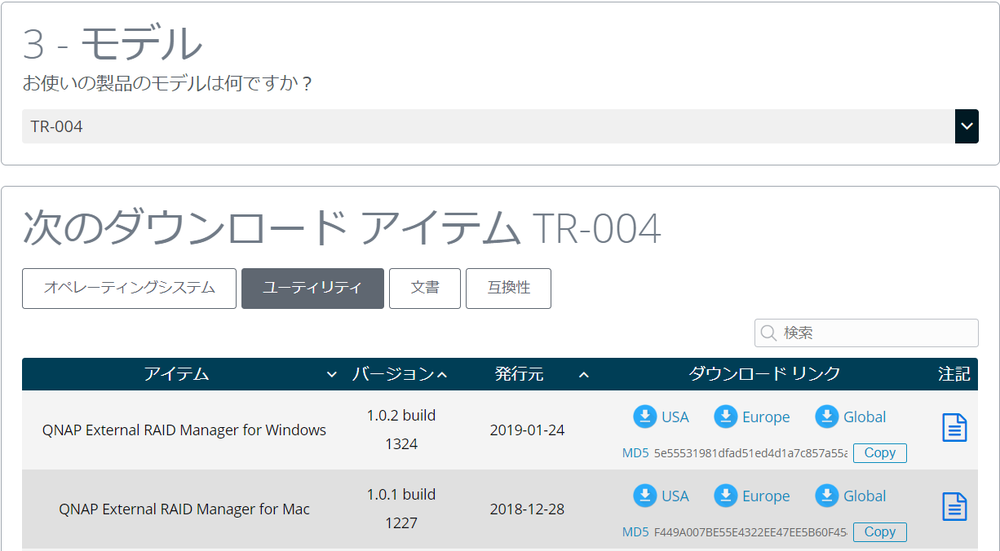 3 - モデル
お使いの製品のモデルは何ですか？
TR-004
次のダウンロード アイテム TR-004
オペレーティングシステム ユーティリティ 文書 互換性
検索
アイテム バージョン 発行元 ダウンロード リンク 注記
QNAP External RAID Manager for Windows 1.0.2 build 1324 2019-01-24 USA Europe Global
MD5 5e55531981dfad51ed4d1a7c857a55a Copy
QNAP External RAID Manager for Mac 1.0.1 build 1227 2018-12-28 USA Europe Global
MD5 F449A007BE55E4322EE47EE5B60F45 Copy